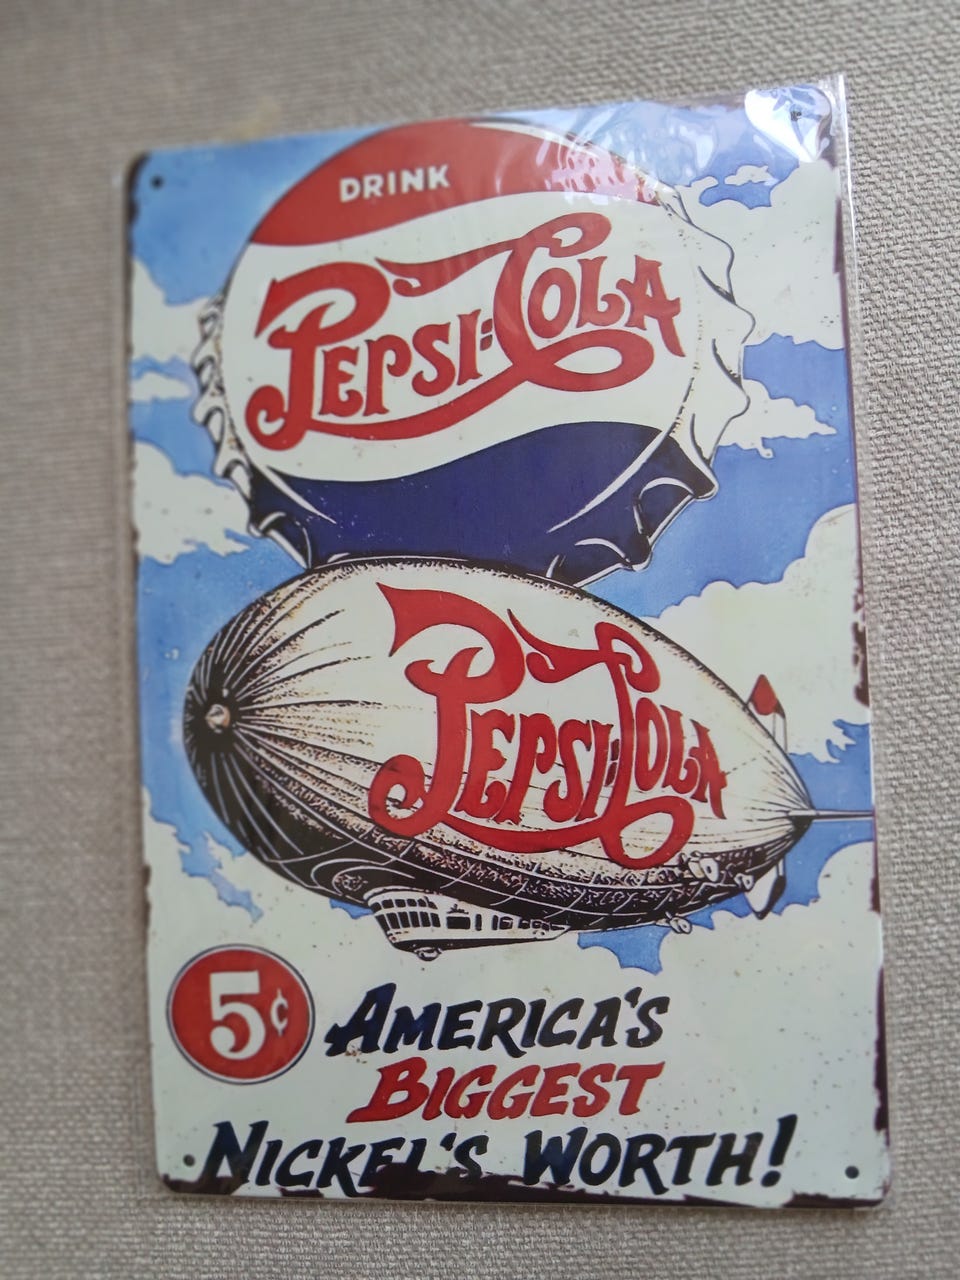 DRINK
PEPSI:COLA
PEPSI:COLA
5¢
AMERICA'S
BIGGEST
NICKEL'S WORTH!